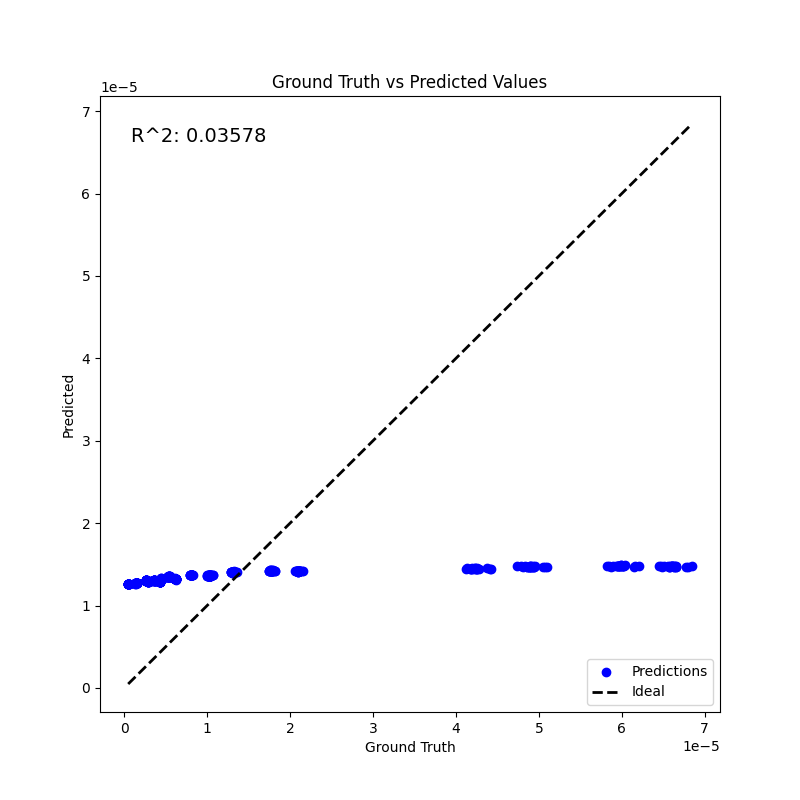 Ground Truth vs Predicted Values
1e−5
R^2: 0.03578
7
6
5
4
3
2
1
0
Predicted
Predictions
Ideal
0 1 2 3 4 5 6 7
1e−5
Ground Truth